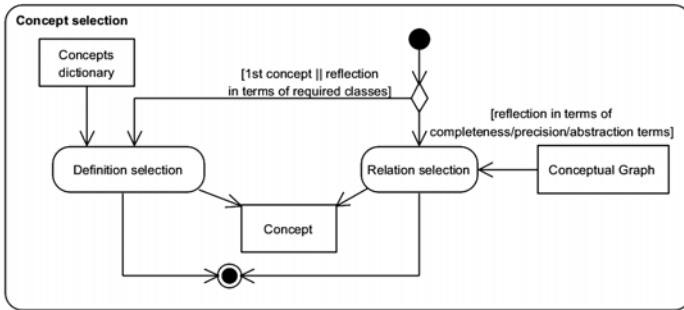 Concept selection
Concepts
dictionary
[1st concept || reflection
in terms of required classes]
[reflection in terms of
completeness/precision/abstraction terms]
Definition selection
Relation selection
Conceptual Graph
Concept